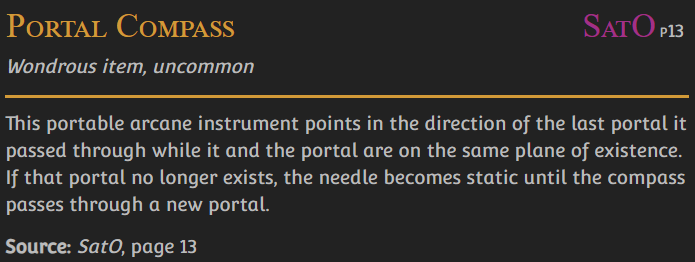 Portal Compass SatO P13
Wondrous item, uncommon
This portable arcane instrument points in the direction of the last portal it
passed through while it and the portal are on the same plane of existence.
If that portal no longer exists, the needle becomes static until the compass
passes through a new portal.
Source: SatO, page 13